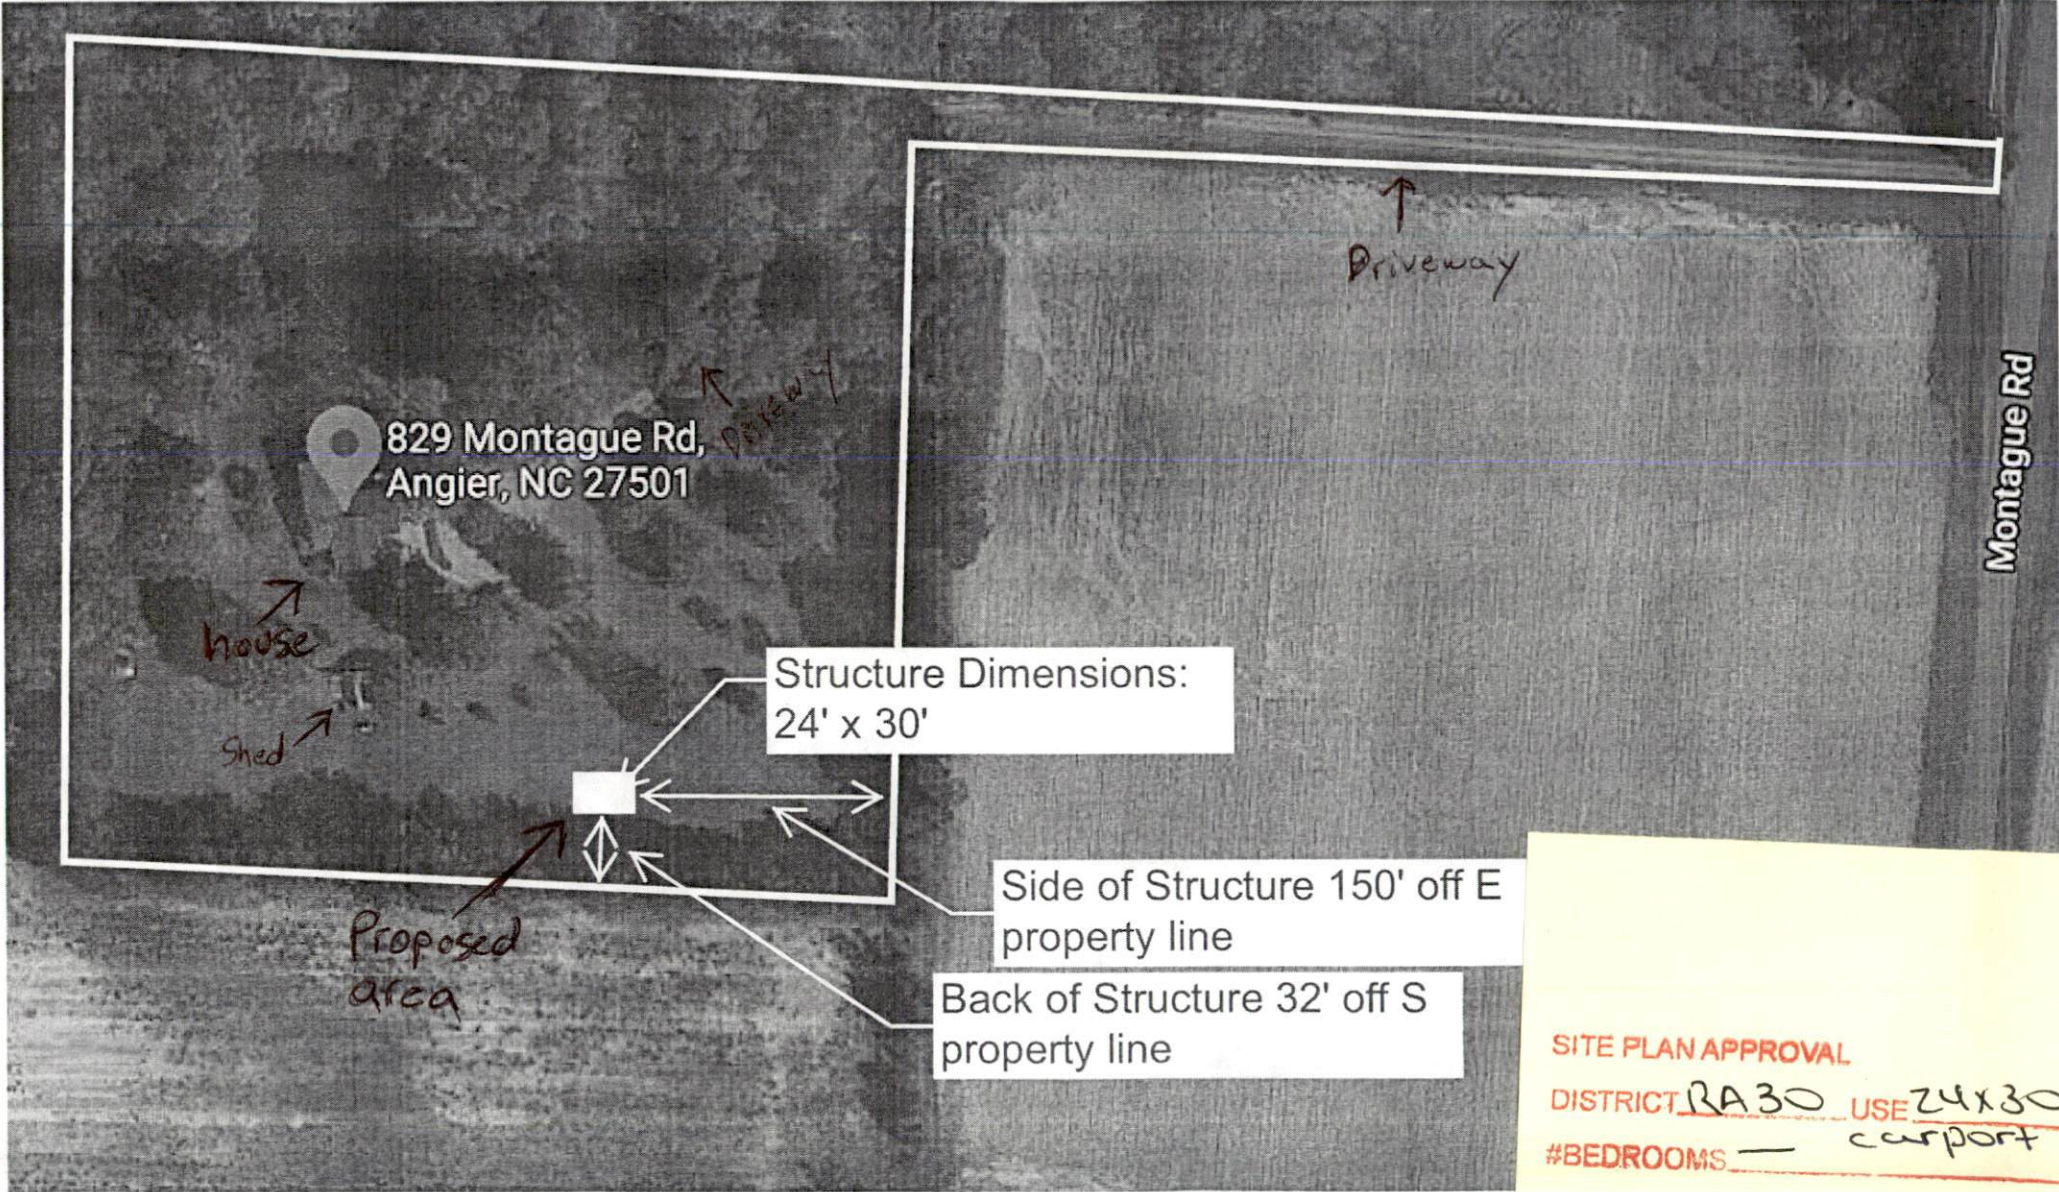 Driveway
Montague Rd
Driveway
829 Montague Rd,
Angier, NC 27501
house
Shed
Structure Dimensions:
24' x 30'
Proposed
area
Side of Structure 150' off E
property line
Back of Structure 32' off S
property line
SITE PLAN APPROVAL
DISTRICT RA30 USE 24x30
carport
#BEDROOMS —